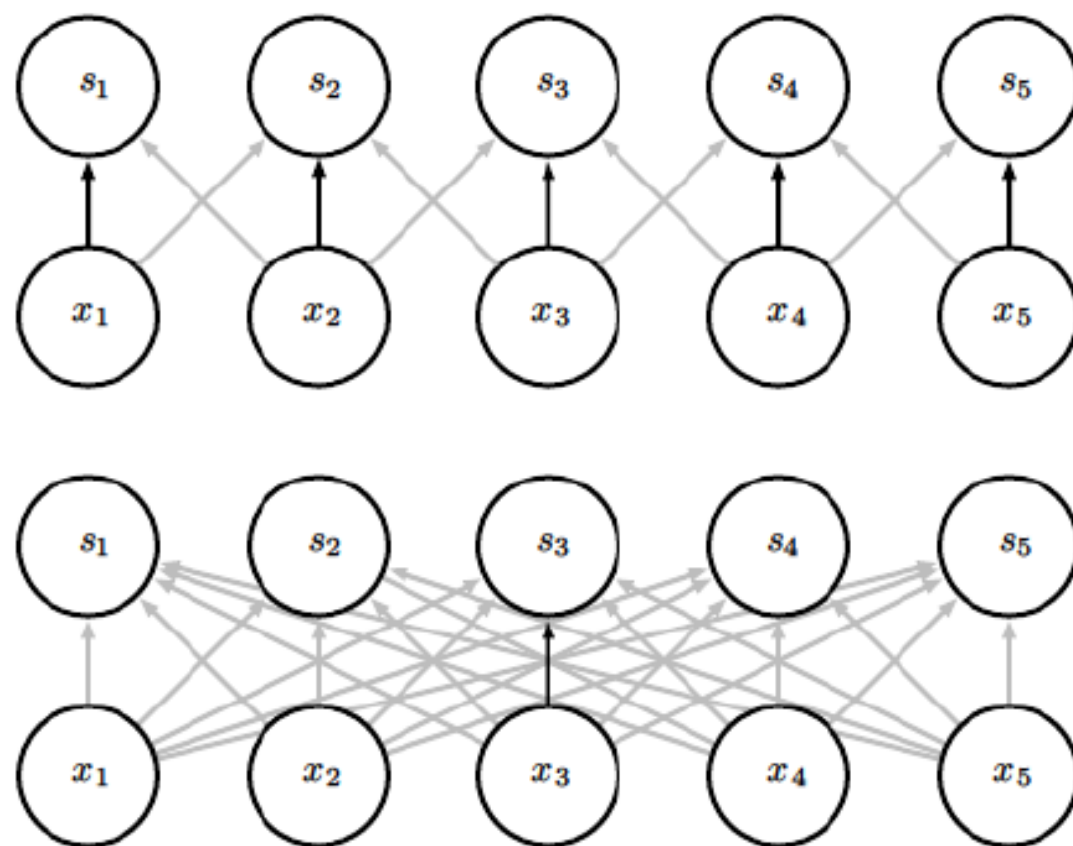 s₁ s₂ s₃ s₄ s₅
x₁ x₂ x₃ x₄ x₅
s₁ s₂ s₃ s₄ s₅
x₁ x₂ x₃ x₄ x₅